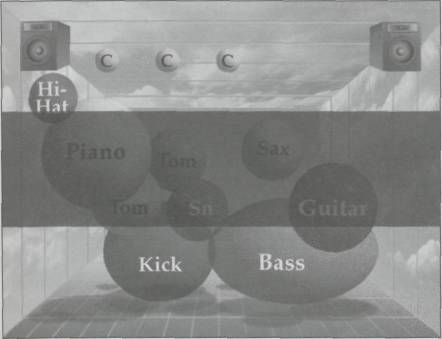 C C C
Hi-
Hat
Piano
Tom
Sax
Tom
Sn
Guitar
Kick
Bass